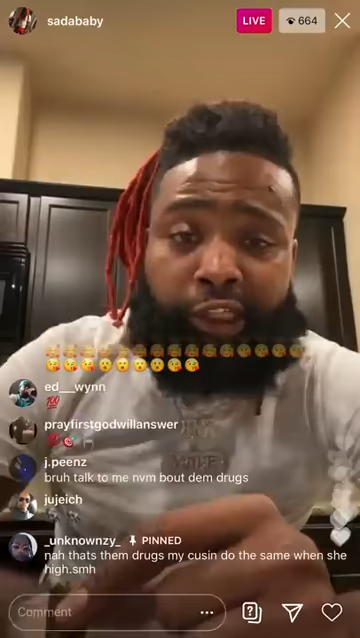 sadababy
LIVE
664
ed__wynn
💯
prayfirstgodwillanswer
j.peenz
bruh talk to me nvm bout dem drugs
jujeich
_unknownzy_ PINNED
nah thats them drugs my cusin do the same when she
high.smh
Comment